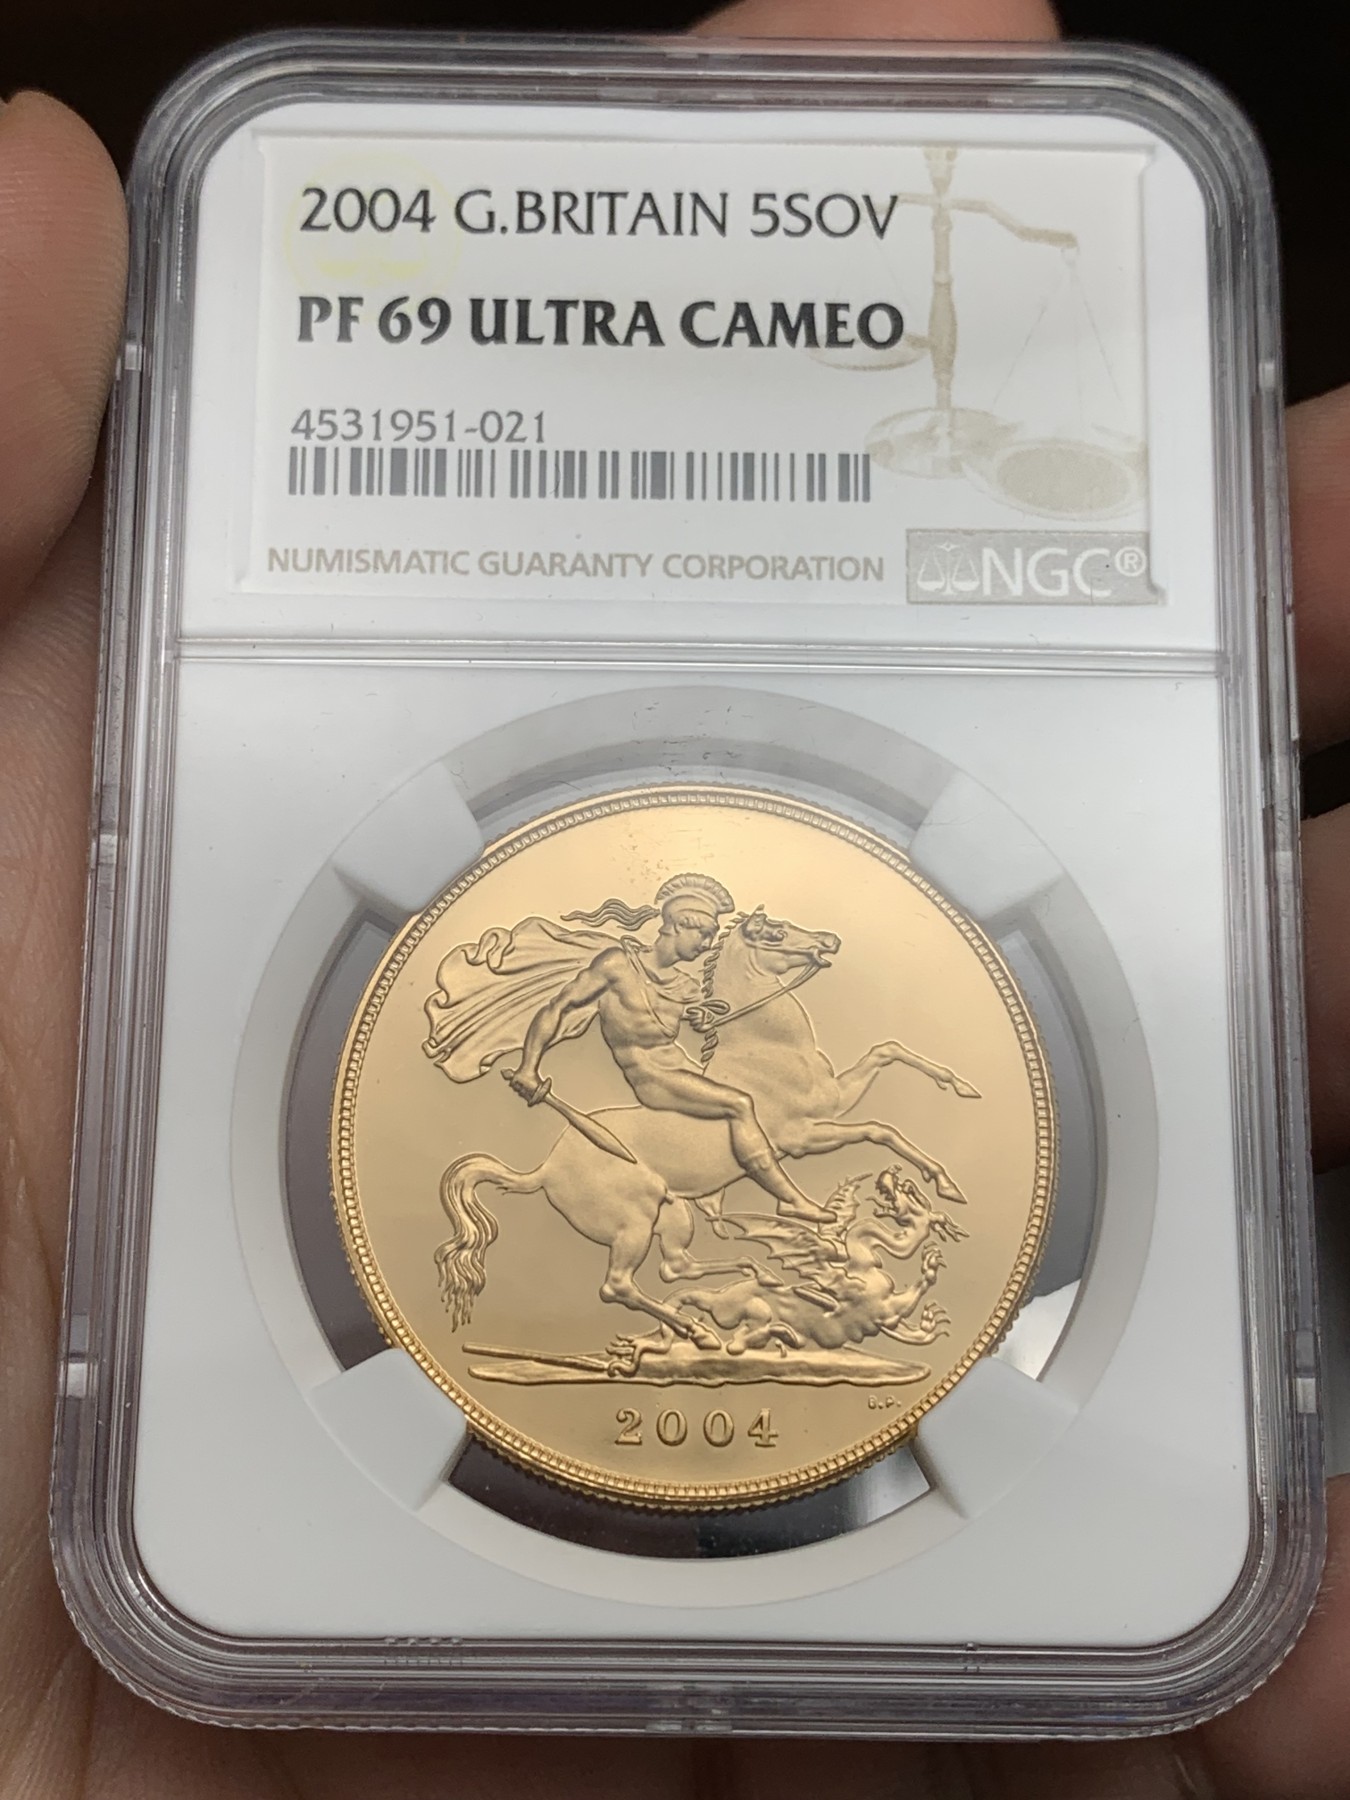 2004 G.BRITAIN 5SOV
PF 69 ULTRA CAMEO
4531951-021
NUMISMATIC GUARANTY CORPORATION
NGC®
B.P.
2004